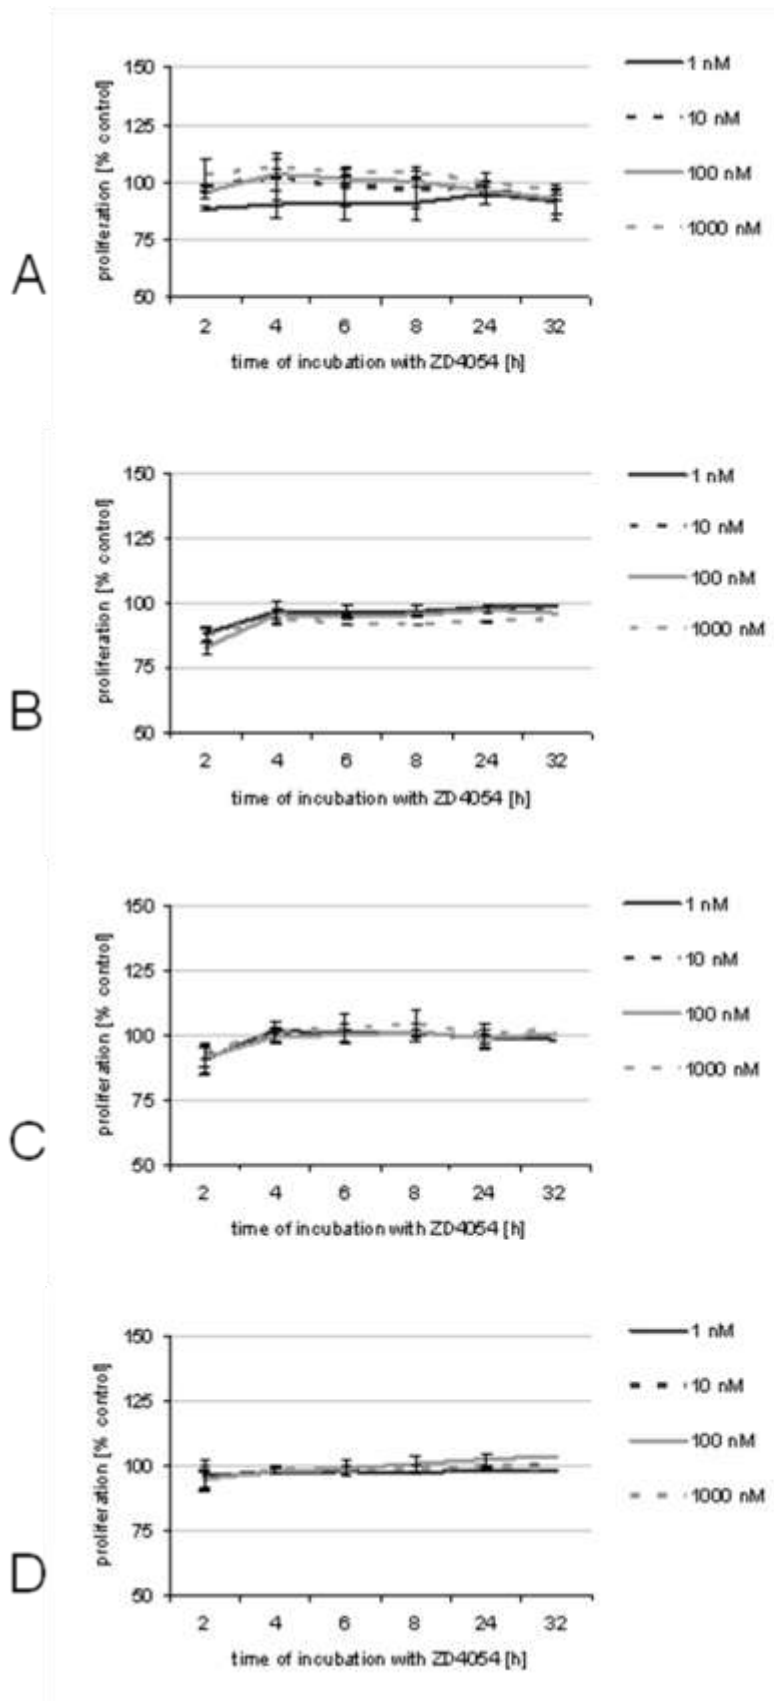 A
proliferation [% control]
150
125
100
75
50
2 4 6 8 24 32
time of incubation with ZD4054 [h]
1 nM
10 nM
100 nM
1000 nM
B
proliferation [% control]
150
125
100
75
50
2 4 6 8 24 32
time of incubation with ZD4054 [h]
1 nM
10 nM
100 nM
1000 nM
C
proliferation [% control]
150
125
100
75
50
2 4 6 8 24 32
time of incubation with ZD4054 [h]
1 nM
10 nM
100 nM
1000 nM
D
proliferation [% control]
150
125
100
75
50
2 4 6 8 24 32
time of incubation with ZD4054 [h]
1 nM
10 nM
100 nM
1000 nM